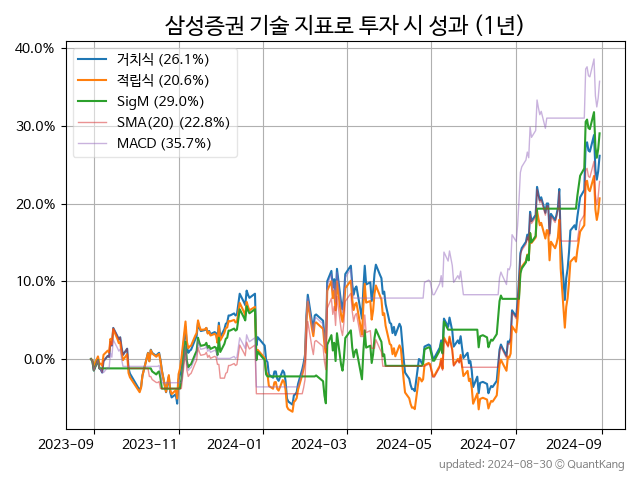 삼성증권 기술 지표로 투자 시 성과 (1년)
거치식 (26.1%)
적립식 (20.6%)
SigM (29.0%)
SMA(20) (22.8%)
MACD (35.7%)
40.0%
30.0%
20.0%
10.0%
0.0%
2023-09 2023-11 2024-01 2024-03 2024-05 2024-07 2024-09
updated: 2024-08-30 © QuantKang